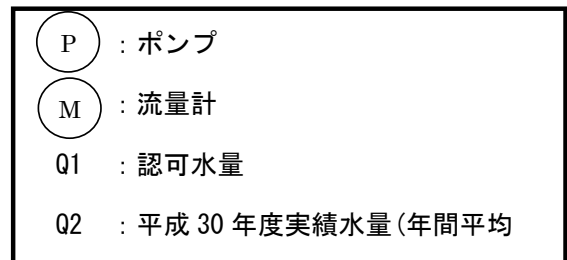 P : ポンプ
M : 流量計
Q1 : 認可水量
Q2 : 平成 30 年度実績水量(年間平均